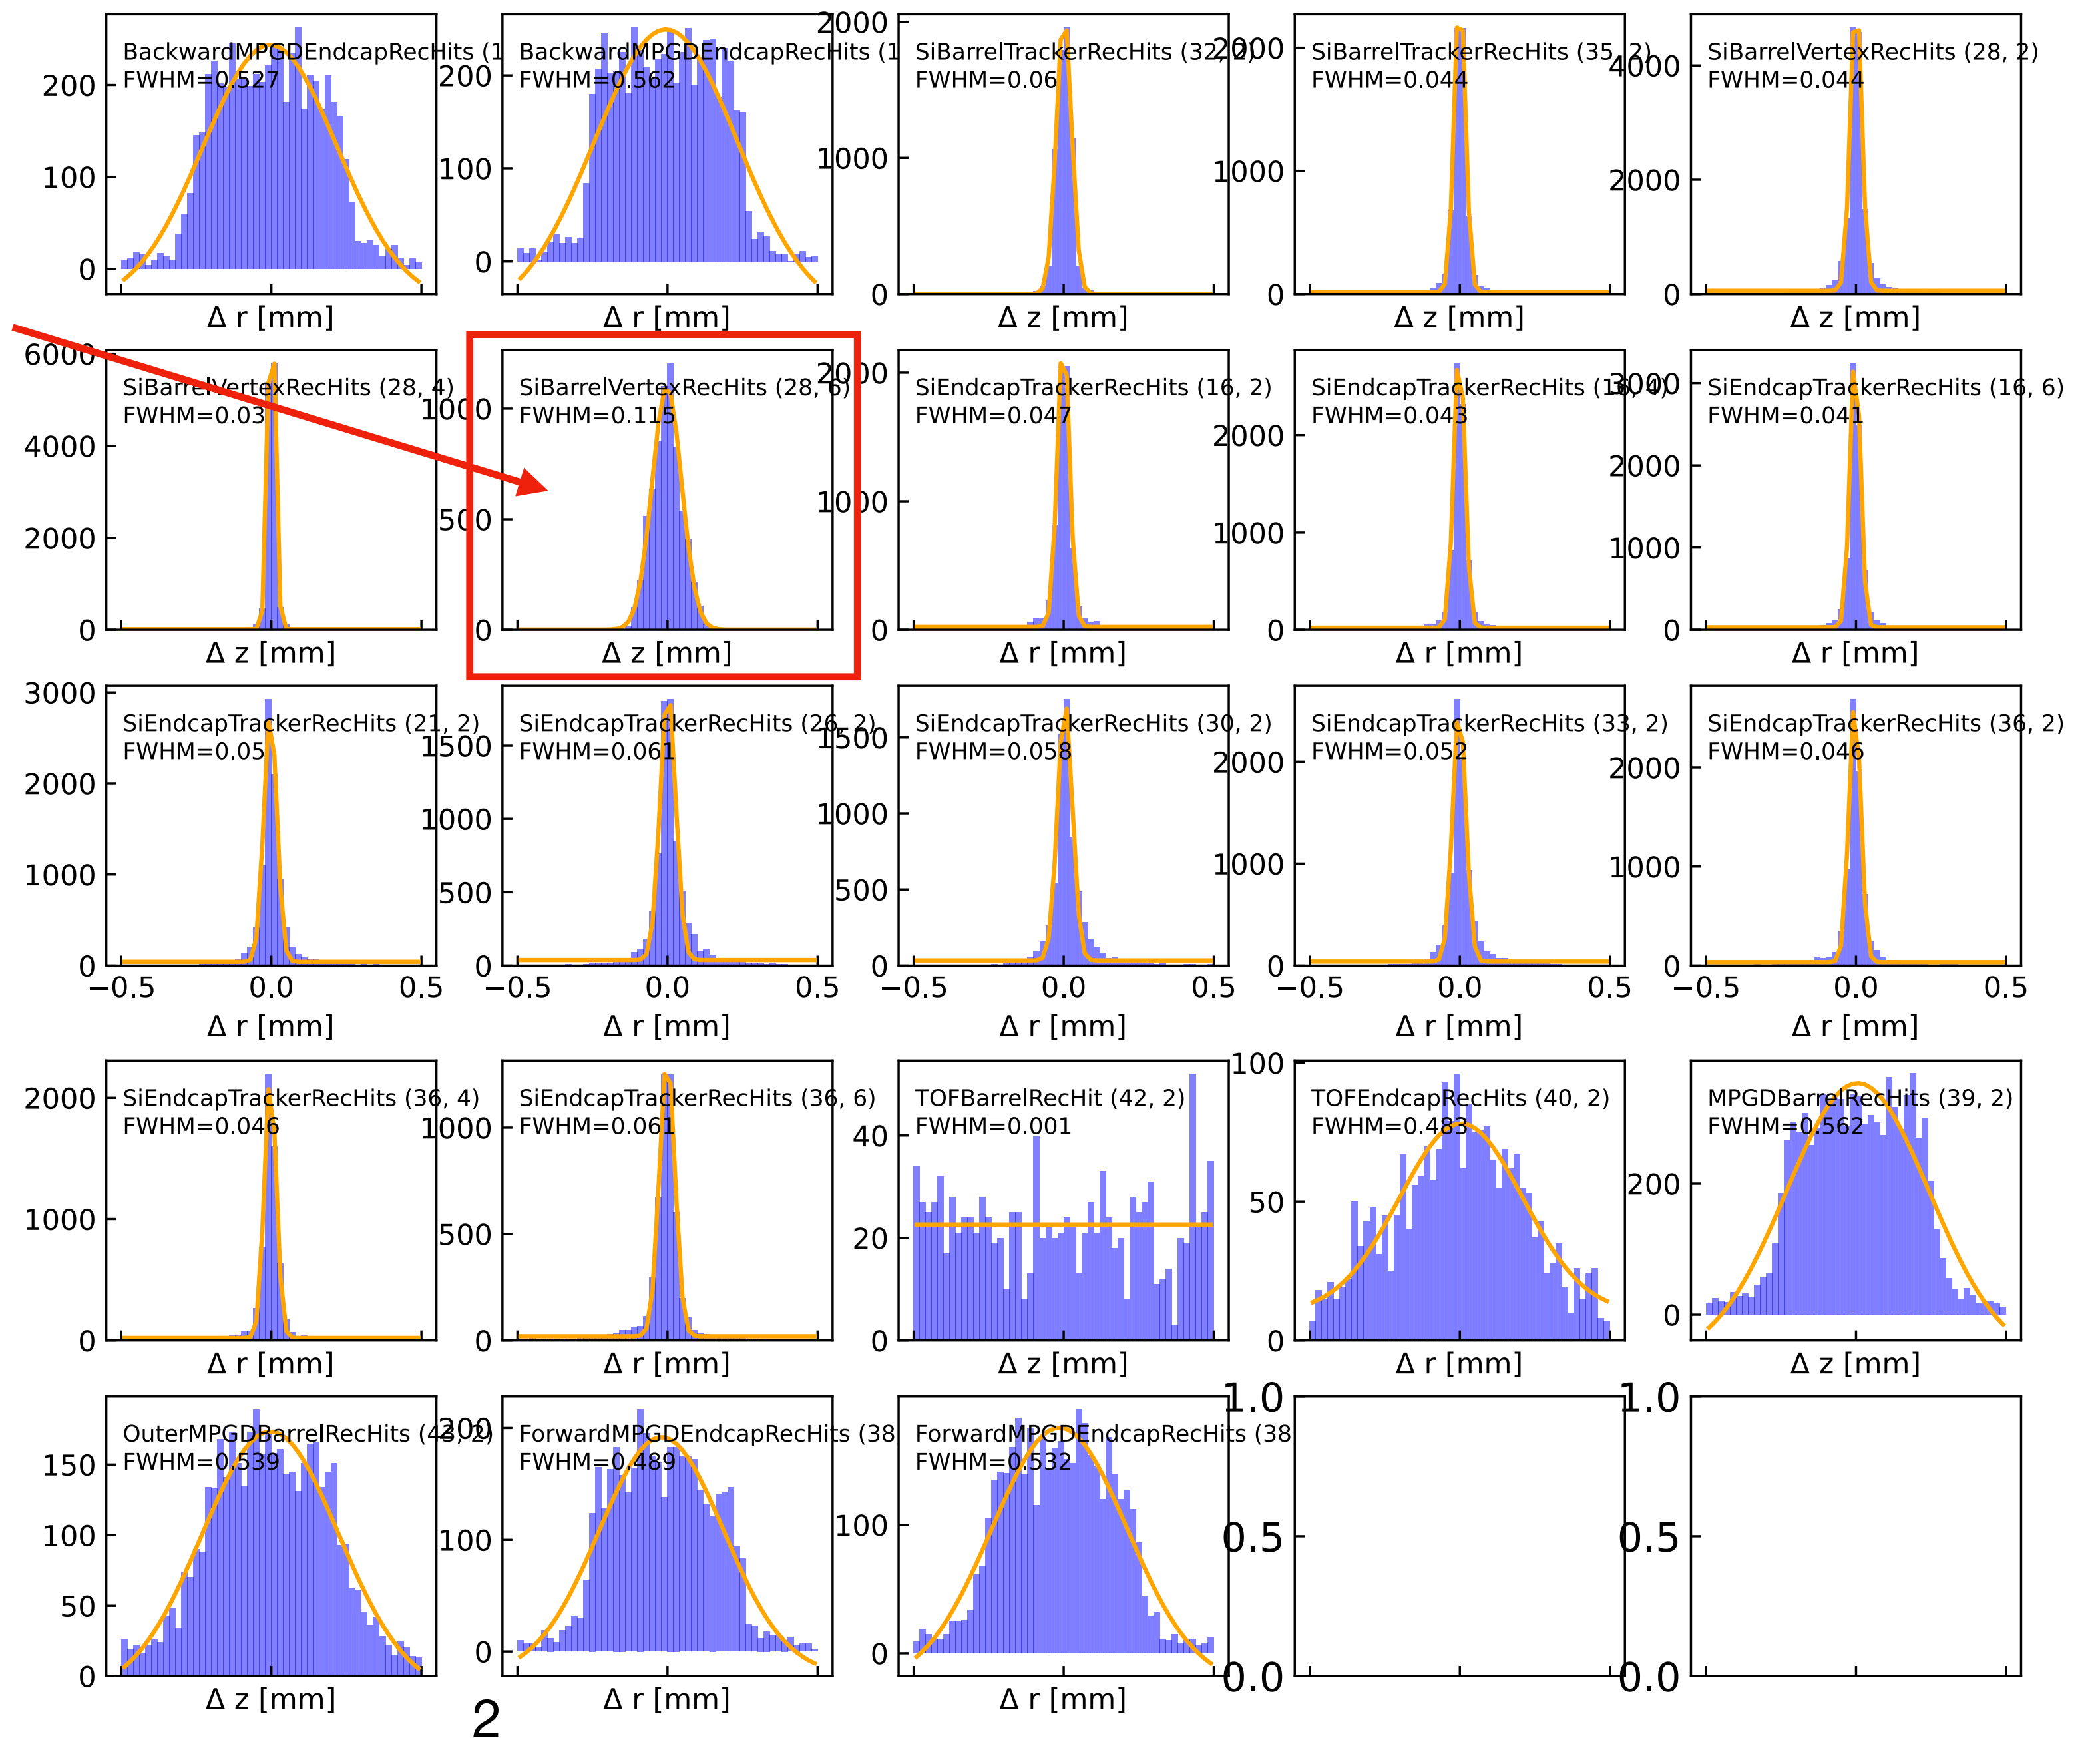 BackwardMPGDEndcapRecHits (1
FWHM=0.527
200
100
0
Δ r [mm]
BackwardMPGDEndcapRecHits (1
FWHM=0.562
200
100
0
Δ r [mm]
SiBarrelTrackerRecHits (32, 2)
FWHM=0.06
2000
1000
0
Δ z [mm]
SiBarrelTrackerRecHits (35, 2)
FWHM=0.044
2000
1000
0
Δ z [mm]
SiBarrelVertexRecHits (28, 2)
FWHM=0.044
4000
2000
0
Δ z [mm]
SiBarrelVertexRecHits (28, 4)
FWHM=0.03
6000
4000
2000
0
Δ z [mm]
SiBarrelVertexRecHits (28, 6)
FWHM=0.115
1000
500
0
Δ z [mm]
SiEndcapTrackerRecHits (16, 2)
FWHM=0.047
2000
1000
0
Δ r [mm]
SiEndcapTrackerRecHits (16, 4)
FWHM=0.043
2000
1000
0
Δ r [mm]
SiEndcapTrackerRecHits (16, 6)
FWHM=0.041
3000
2000
1000
0
Δ r [mm]
SiEndcapTrackerRecHits (21, 2)
FWHM=0.05
3000
2000
1000
0
−0.5 0.0 0.5
Δ r [mm]
SiEndcapTrackerRecHits (26, 2)
FWHM=0.061
1500
1000
500
0
−0.5 0.0 0.5
Δ r [mm]
SiEndcapTrackerRecHits (30, 2)
FWHM=0.058
1500
1000
500
0
−0.5 0.0 0.5
Δ r [mm]
SiEndcapTrackerRecHits (33, 2)
FWHM=0.052
2000
1000
0
−0.5 0.0 0.5
Δ r [mm]
SiEndcapTrackerRecHits (36, 2)
FWHM=0.046
2000
1000
0
−0.5 0.0 0.5
Δ r [mm]
SiEndcapTrackerRecHits (36, 4)
FWHM=0.046
2000
1000
0
Δ r [mm]
SiEndcapTrackerRecHits (36, 6)
FWHM=0.061
1000
500
0
Δ r [mm]
TOFBarrelRecHit (42, 2)
FWHM=0.001
40
20
0
Δ z [mm]
TOFEndcapRecHits (40, 2)
FWHM=0.483
100
50
0
Δ r [mm]
MPGDBarrelRecHits (39, 2)
FWHM=0.562
200
0
Δ z [mm]
OuterMPGDBarrelRecHits (43, 2)
FWHM=0.539
150
100
50
0
Δ z [mm]
ForwardMPGDEndcapRecHits (38
FWHM=0.489
200
100
0
Δ r [mm]
ForwardMPGDEndcapRecHits (38
FWHM=0.532
100
0
Δ r [mm]
1.0
0.5
0.0
1.0
0.5
0.0
2